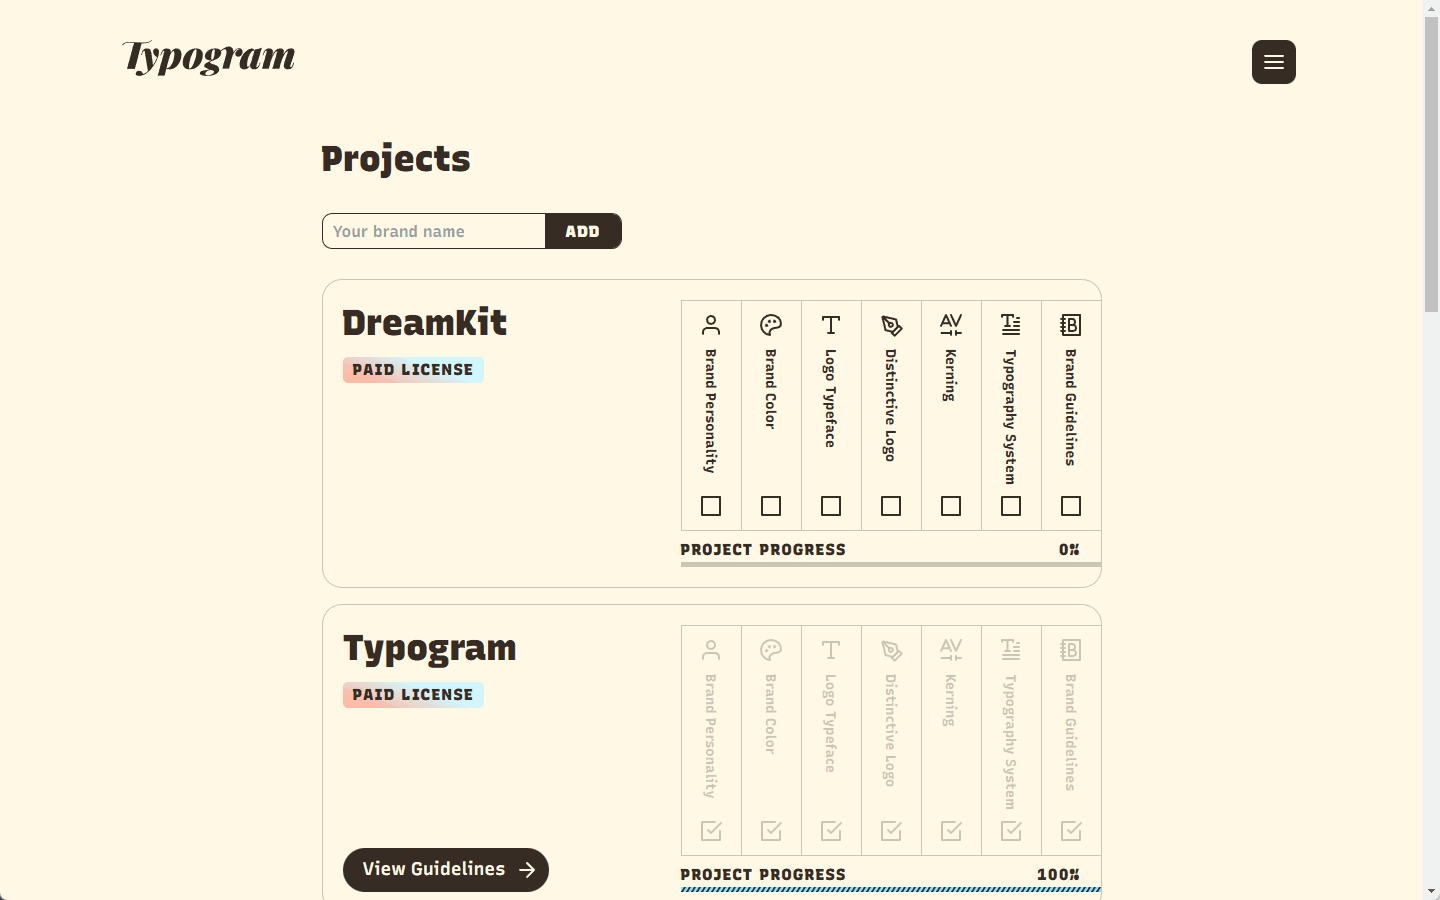 Typogram
Projects
Your brand name
ADD
DreamKit
PAID LICENSE
Brand Personality
Brand Color
Logo Typeface
Distinctive Logo
Kerning
Typography System
Brand Guidelines
PROJECT PROGRESS 0%
Typogram
PAID LICENSE
Brand Personality
Brand Color
Logo Typeface
Distinctive Logo
Kerning
Typography System
Brand Guidelines
View Guidelines
PROJECT PROGRESS 100%